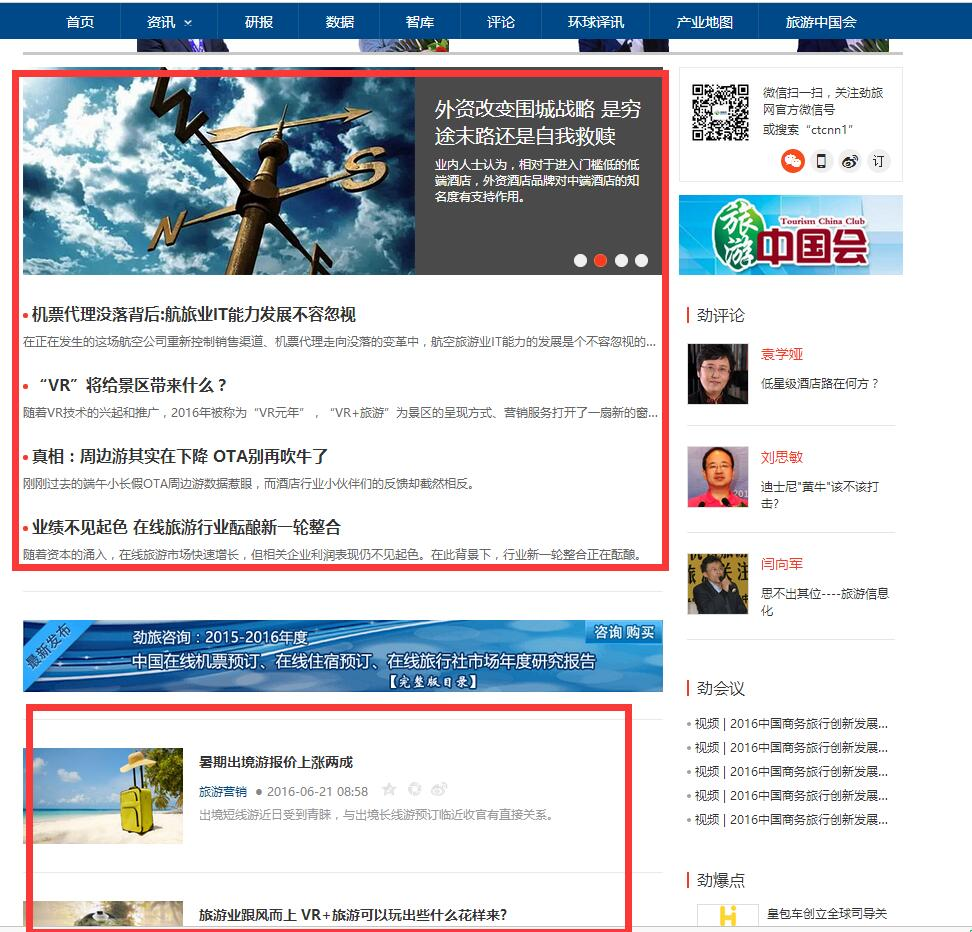 首页 资讯 研报 数据 智库 评论 环球译讯 产业地图 旅游中国会
N
S
N
外资改变围城战略 是穷
途末路还是自我救赎
业内人士认为，相对于进入门槛低的低
端酒店，外资酒店品牌对中端酒店的知
名度有支持作用。
机票代理没落背后:航旅业IT能力发展不容忽视
在正在发生的这场航空公司重新控制销售渠道、机票代理走向没落的变革中，航空旅游业IT能力的发展是个不容忽视的...
“VR”将给景区带来什么？
随着VR技术的兴起和推广，2016年被称为“VR元年”，“VR+旅游”为景区的呈现方式、营销服务打开了一扇新的窗...
真相：周边游其实在下降 OTA别再吹牛了
刚刚过去的端午小长假OTA周边游数据惹眼，而酒店行业小伙伴们的反馈却截然相反。
业绩不见起色 在线旅游行业酝酿新一轮整合
随着资本的涌入，在线旅游市场快速增长，但相关企业利润表现仍不见起色。在此背景下，行业新一轮整合正在酝酿。
最新发布
劲旅咨询：2015-2016年度
中国在线机票预订、在线住宿预订、在线旅行社市场年度研究报告
【完整版目录】
咨询 购买
暑期出境游报价上涨两成
旅游营销 ● 2016-06-21 08:58
出境短线游近日受到青睐，与出境长线游预订临近收官有直接关系。
旅游业跟风而上 VR+旅游可以玩出些什么花样来?
微信扫一扫，关注劲旅
网官方微信号
或搜索“ctcnn1”
订
旅游
Tourism China Club
中国会
劲评论
袁学娅
低星级酒店路在何方？
刘思敏
迪士尼"黄牛"该不该打
击?
闫向军
思不出其位----旅游信息
化
劲会议
视频 | 2016中国商务旅行创新发展...
视频 | 2016中国商务旅行创新发展...
视频 | 2016中国商务旅行创新发展...
视频 | 2016中国商务旅行创新发展...
视频 | 2016中国商务旅行创新发展...
劲爆点
皇包车创立全球司导关